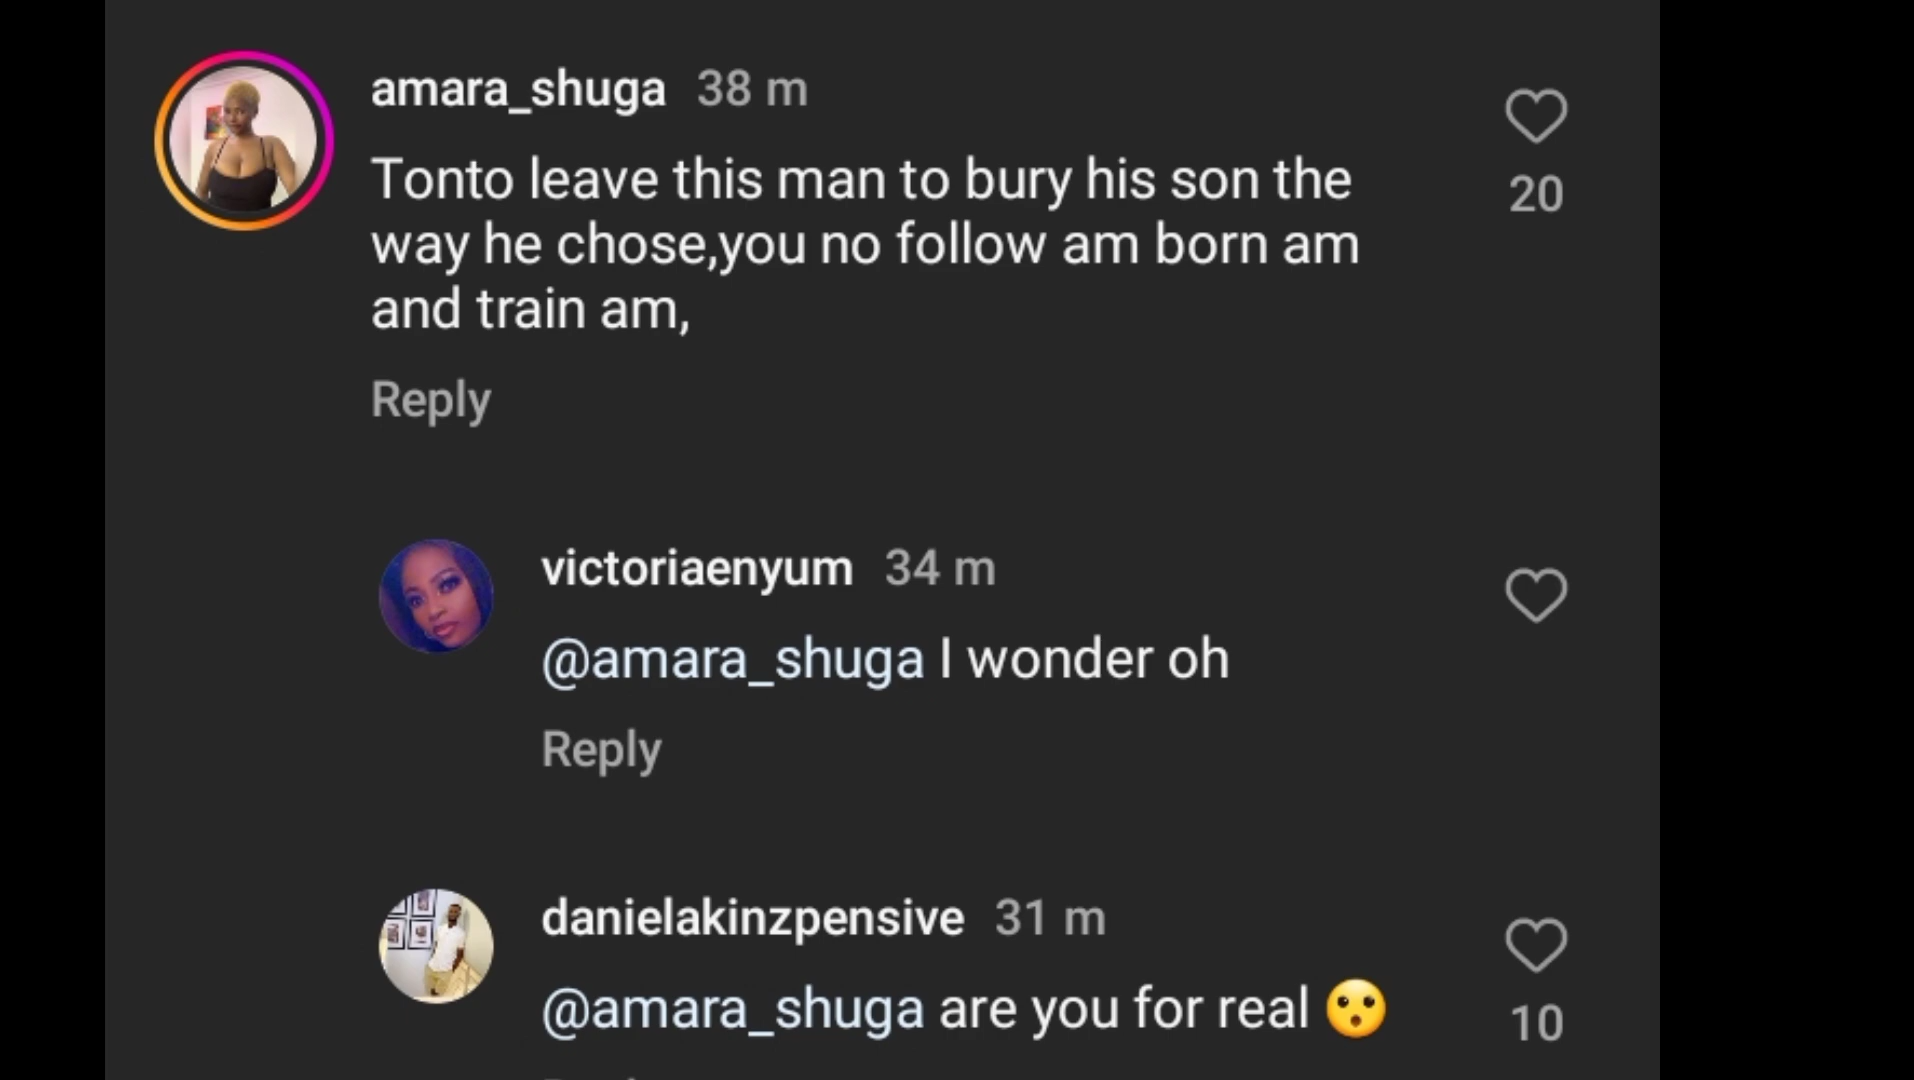 amara_shuga 38 m
Tonto leave this man to bury his son the
way he chose,you no follow am born am
and train am,
20
Reply
victoriaenyum 34 m
@amara_shuga I wonder oh
Reply
danielakinzpensive 31 m
@amara_shuga are you for real 😯
10